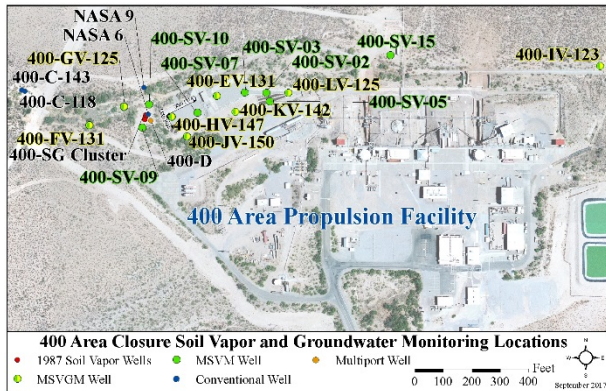 NASA 9
NASA 6
400-SV-10
400-SV-03
400-SV-15
400-GV-125
400-SV-07
400-SV-02
400-IV-123
400-C-143
400-EV-131
400-LV-125
400-C-118
400-KV-142
400-SV-05
400-FV-131
400-HV-147
400-SG Cluster
400-JV-150
400-D
400-SV-09
400 Area Propulsion Facility
400 Area Closure Soil Vapor and Groundwater Monitoring Locations
1987 Soil Vapor Wells
MSVM Well
Multiport Well
MSVGM Well
Conventional Well
Feet
0 100 200 300 400
N
W E
S
September 2017